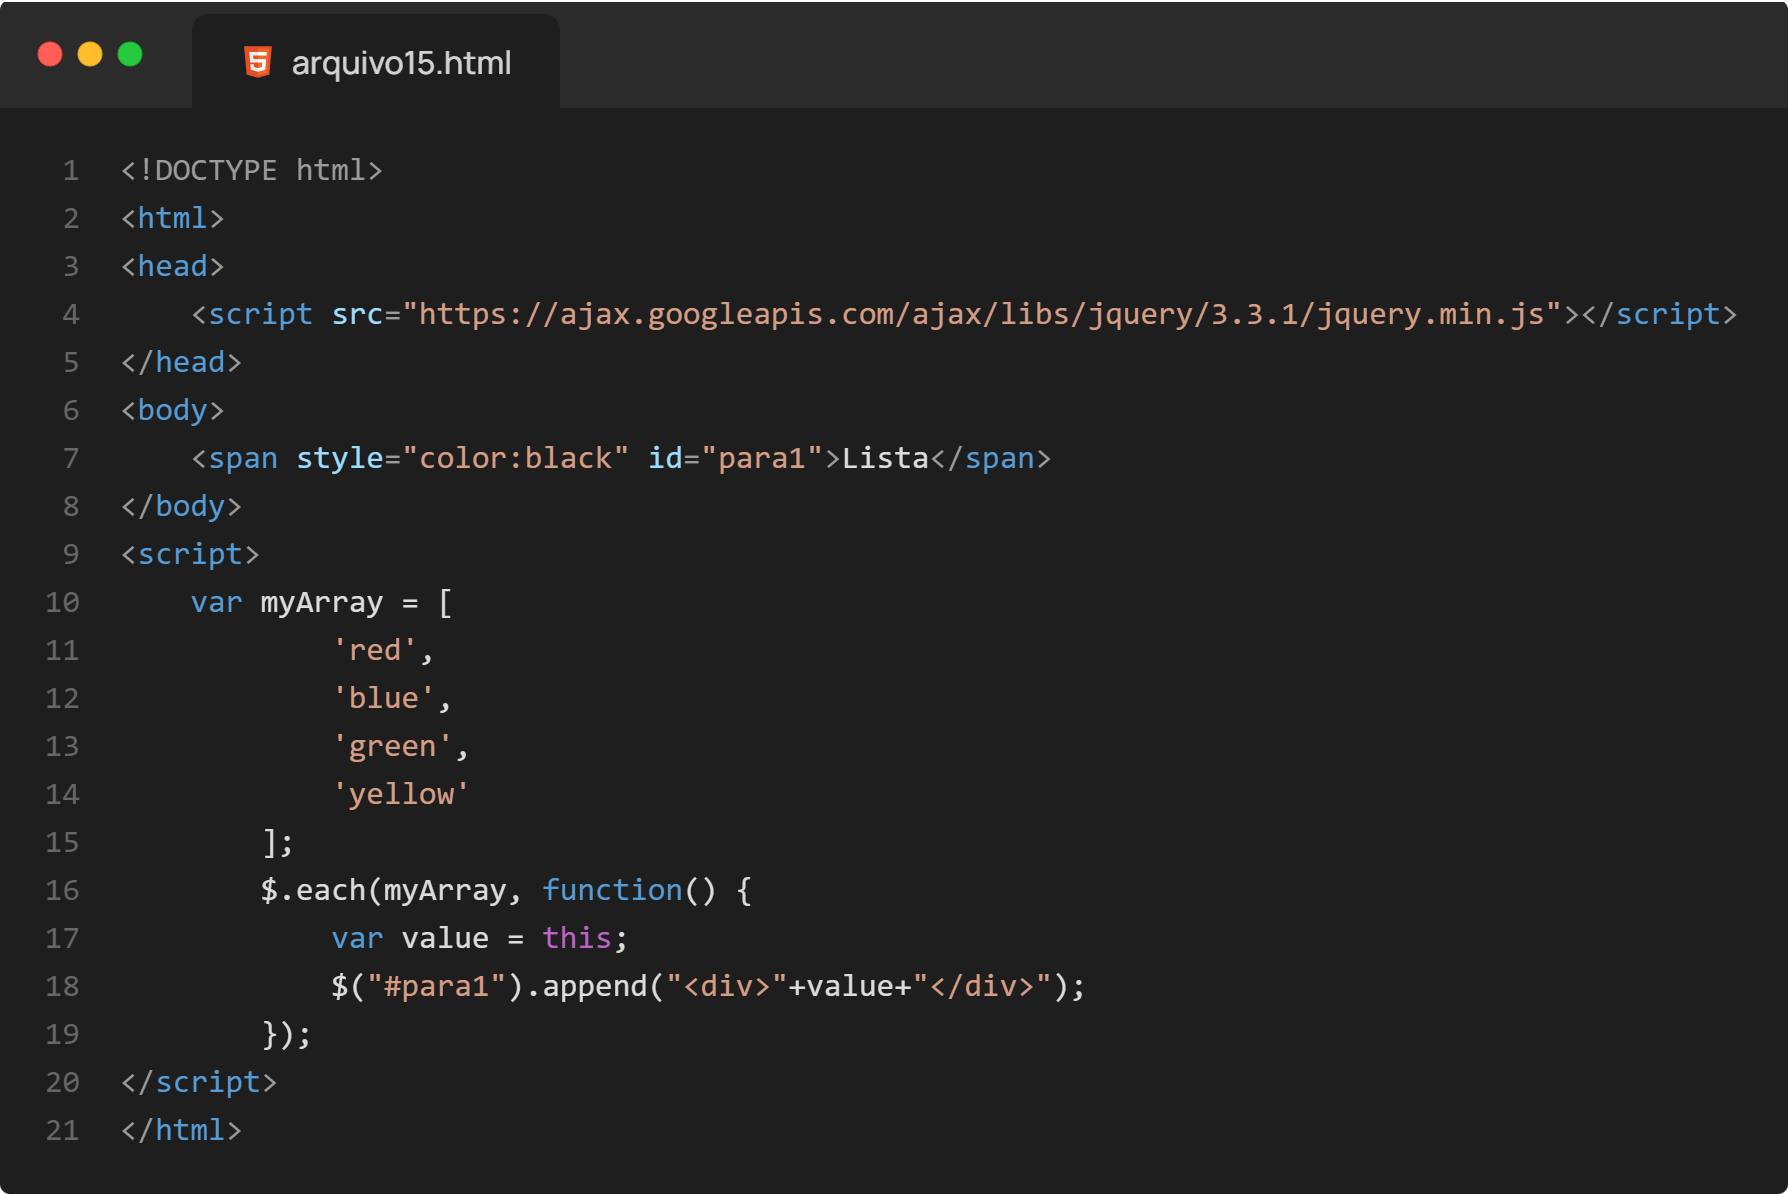 arquivo15.html
1 <!DOCTYPE html>
2 <html>
3 <head>
4     <script src="https://ajax.googleapis.com/ajax/libs/jquery/3.3.1/jquery.min.js"></script>
5 </head>
6 <body>
7     <span style="color:black" id="para1">Lista</span>
8 </body>
9 <script>
10     var myArray = [
11             'red',
12             'blue',
13             'green',
14             'yellow'
15         ];
16         $.each(myArray, function() {
17             var value = this;
18             $("#para1").append("<div>"+value+"</div>");
19         });
20 </script>
21 </html>